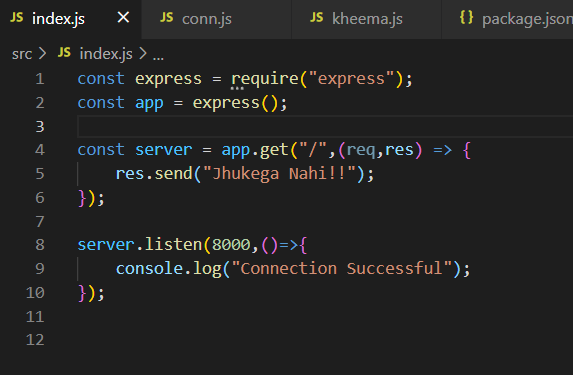 JS index.js × JS conn.js JS kheema.js {} package.json
src > JS index.js > ...
1 const express = require("express");
2 const app = express();
3
4 const server = app.get("/",(req,res) => {
5 res.send("Jhukega Nahi!!");
6 });
7
8 server.listen(8000,()=>{
9 console.log("Connection Successful");
10 });
11
12